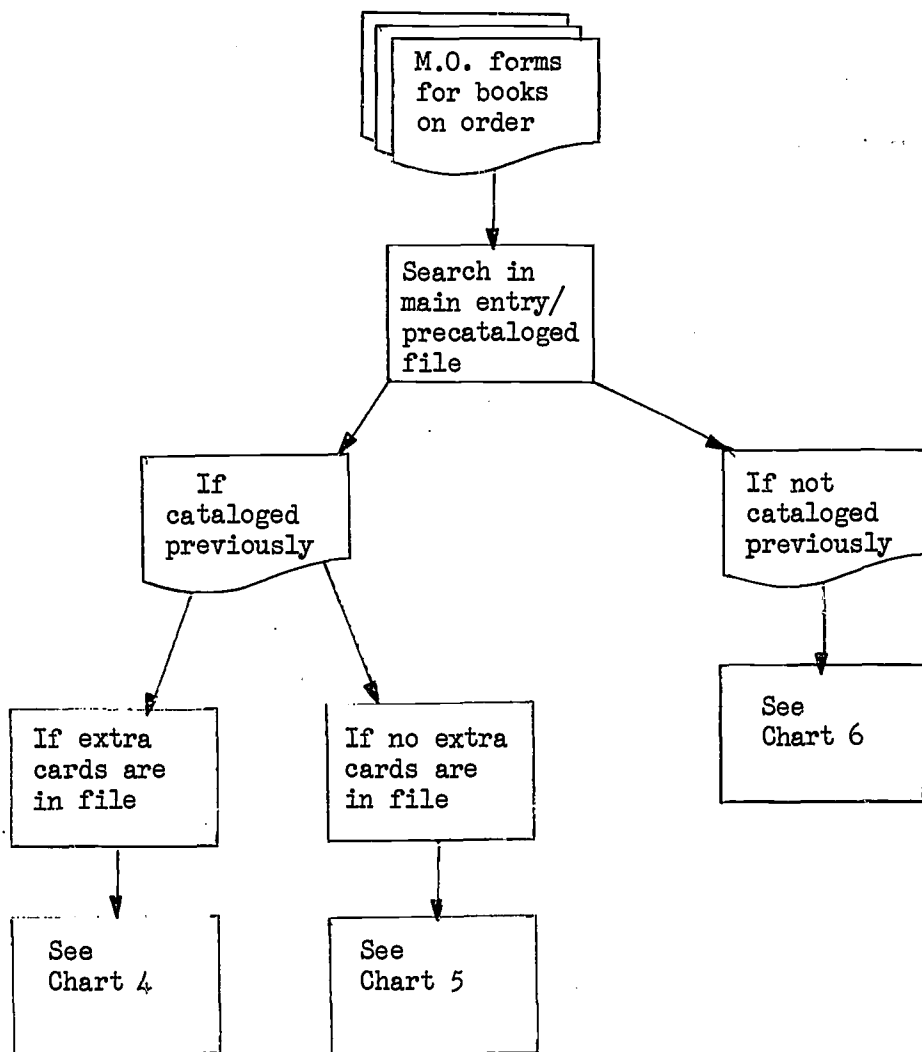 M.O. forms
for books
on order
Search in
main entry/
precataloged
file
If
cataloged
previously
If not
cataloged
previously
If extra
cards are
in file
If no extra
cards are
in file
See
Chart 6
See
Chart 4
See
Chart 5